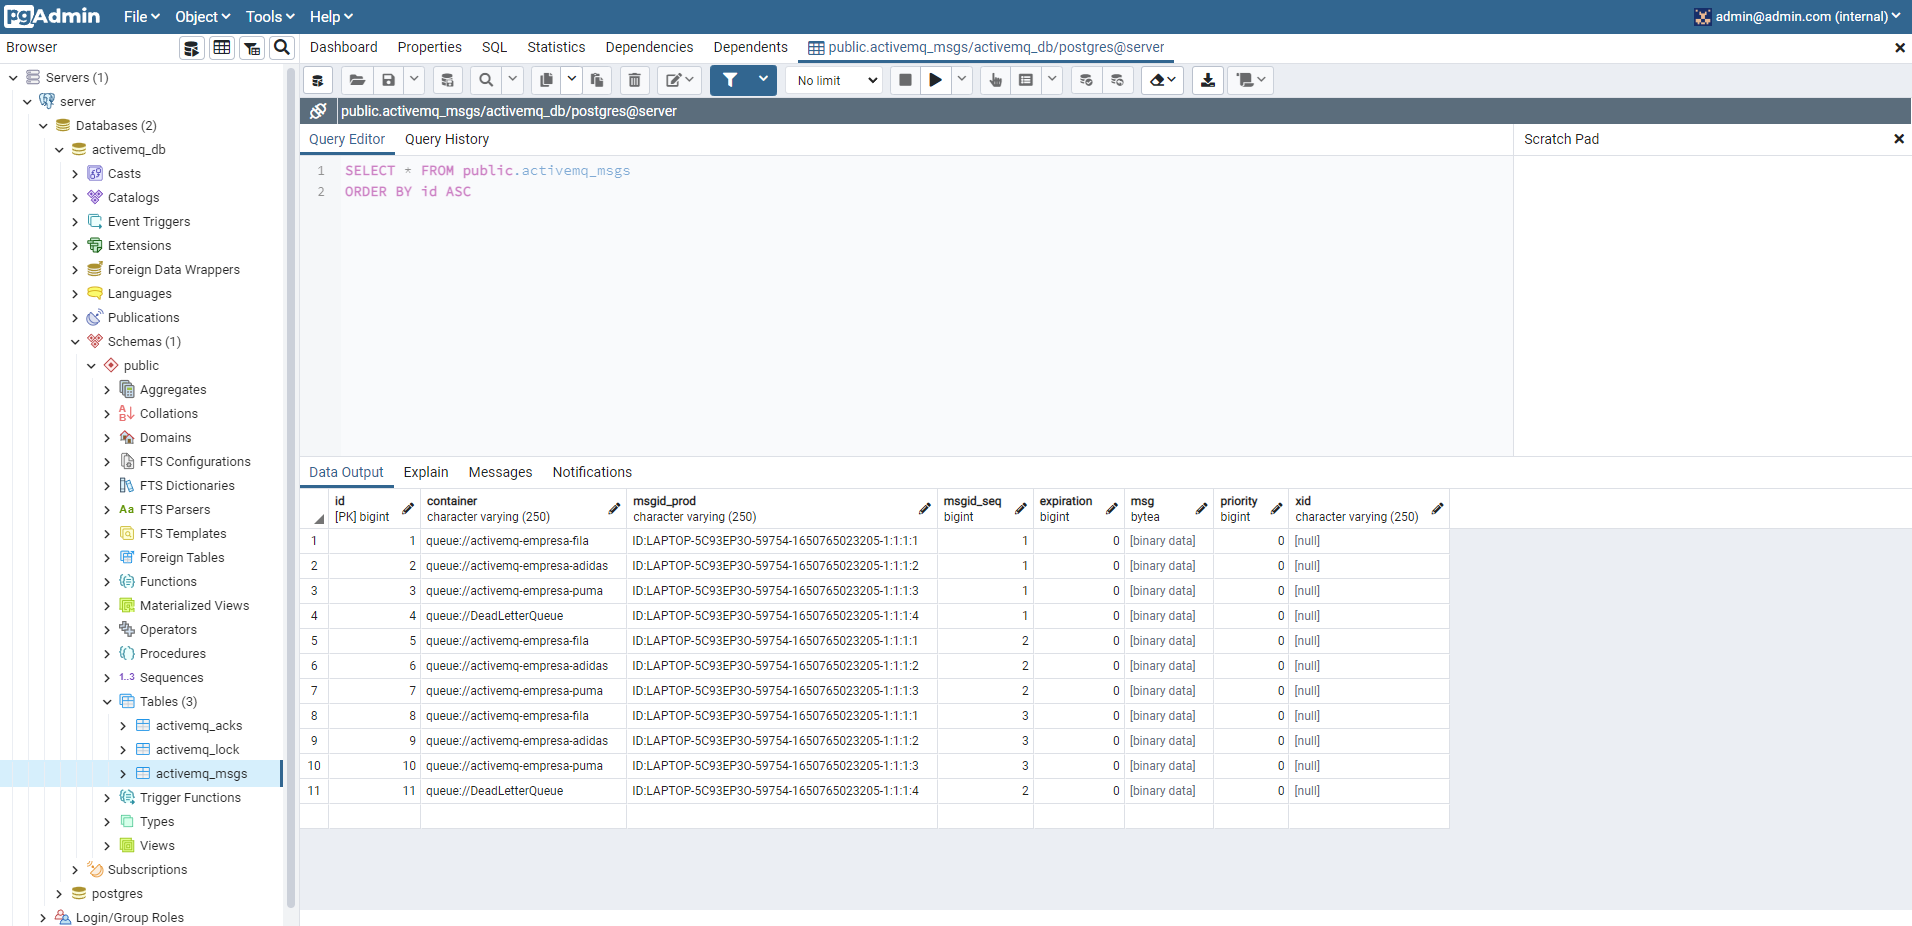 pgAdmin File Object Tools Help admin@admin.com (internal)
Browser
Dashboard Properties SQL Statistics Dependencies Dependents public.activemq_msgs/activemq_db/postgres@server
Servers (1)
server
Databases (2)
activemq_db
Casts
Catalogs
Event Triggers
Extensions
Foreign Data Wrappers
Languages
Publications
Schemas (1)
public
Aggregates
Collations
Domains
FTS Configurations
FTS Dictionaries
Aa FTS Parsers
FTS Templates
Foreign Tables
Functions
Materialized Views
Operators
Procedures
1..3 Sequences
Tables (3)
activemq_acks
activemq_lock
activemq_msgs
Trigger Functions
Types
Views
Subscriptions
postgres
Login/Group Roles
No limit
public.activemq_msgs/activemq_db/postgres@server
Query Editor Query History
Scratch Pad
1 SELECT * FROM public.activemq_msgs
2 ORDER BY id ASC
Data Output Explain Messages Notifications
id container msgid_prod msgid_seq expiration msg priority xid
[PK] bigint character varying (250) character varying (250) bigint bigint bytea bigint character varying (250)
1 1 queue://activemq-empresa-fila ID:LAPTOP-5C93EP3O-59754-1650765023205-1:1:1:1 1 0 [binary data] 0 [null]
2 2 queue://activemq-empresa-adidas ID:LAPTOP-5C93EP3O-59754-1650765023205-1:1:1:2 1 0 [binary data] 0 [null]
3 3 queue://activemq-empresa-puma ID:LAPTOP-5C93EP3O-59754-1650765023205-1:1:1:3 1 0 [binary data] 0 [null]
4 4 queue://DeadLetterQueue ID:LAPTOP-5C93EP3O-59754-1650765023205-1:1:1:4 1 0 [binary data] 0 [null]
5 5 queue://activemq-empresa-fila ID:LAPTOP-5C93EP3O-59754-1650765023205-1:1:1:1 2 0 [binary data] 0 [null]
6 6 queue://activemq-empresa-adidas ID:LAPTOP-5C93EP3O-59754-1650765023205-1:1:1:2 2 0 [binary data] 0 [null]
7 7 queue://activemq-empresa-puma ID:LAPTOP-5C93EP3O-59754-1650765023205-1:1:1:3 2 0 [binary data] 0 [null]
8 8 queue://activemq-empresa-fila ID:LAPTOP-5C93EP3O-59754-1650765023205-1:1:1:1 3 0 [binary data] 0 [null]
9 9 queue://activemq-empresa-adidas ID:LAPTOP-5C93EP3O-59754-1650765023205-1:1:1:2 3 0 [binary data] 0 [null]
10 10 queue://activemq-empresa-puma ID:LAPTOP-5C93EP3O-59754-1650765023205-1:1:1:3 3 0 [binary data] 0 [null]
11 11 queue://DeadLetterQueue ID:LAPTOP-5C93EP3O-59754-1650765023205-1:1:1:4 2 0 [binary data] 0 [null]